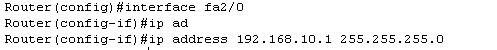 Router(config)#interface fa2/0
Router(config-if)#ip ad
Router(config-if)#ip address 192.168.10.1 255.255.255.0